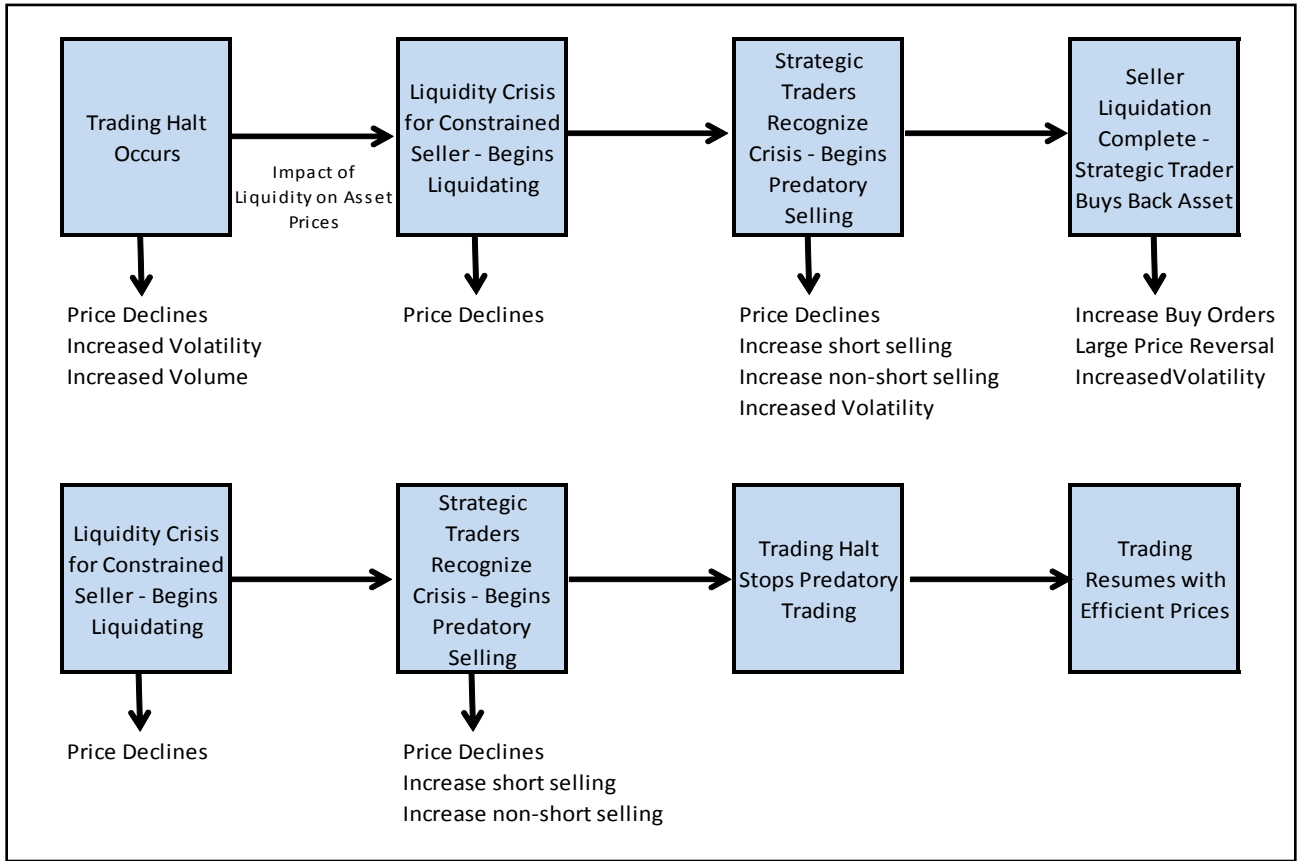 Trading Halt
Occurs
Impact of
Liquidity on Asset
Prices
Liquidity Crisis
for Constrained
Seller - Begins
Liquidating
Strategic
Traders
Recognize
Crisis - Begins
Predatory
Selling
Seller
Liquidation
Complete -
Strategic Trader
Buys Back Asset
Price Declines
Increased Volatility
Increased Volume
Price Declines
Price Declines
Increase short selling
Increase non-short selling
Increased Volatility
Increase Buy Orders
Large Price Reversal
IncreasedVolatility
Liquidity Crisis
for Constrained
Seller - Begins
Liquidating
Strategic
Traders
Recognize
Crisis - Begins
Predatory
Selling
Trading Halt
Stops Predatory
Trading
Trading
Resumes with
Efficient Prices
Price Declines
Price Declines
Increase short selling
Increase non-short selling